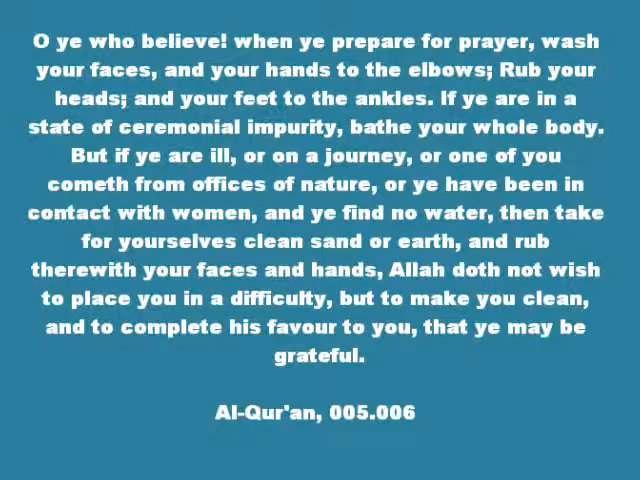 O ye who believe! when ye prepare for prayer, wash
your faces, and your hands to the elbows; Rub your
heads; and your feet to the ankles. If ye are in a
state of ceremonial impurity, bathe your whole body.
But if ye are ill, or on a journey, or one of you
cometh from offices of nature, or ye have been in
contact with women, and ye find no water, then take
for yourselves clean sand or earth, and rub
therewith your faces and hands, Allah doth not wish
to place you in a difficulty, but to make you clean,
and to complete his favour to you, that ye may be
grateful.
Al-Qur'an, 005.006